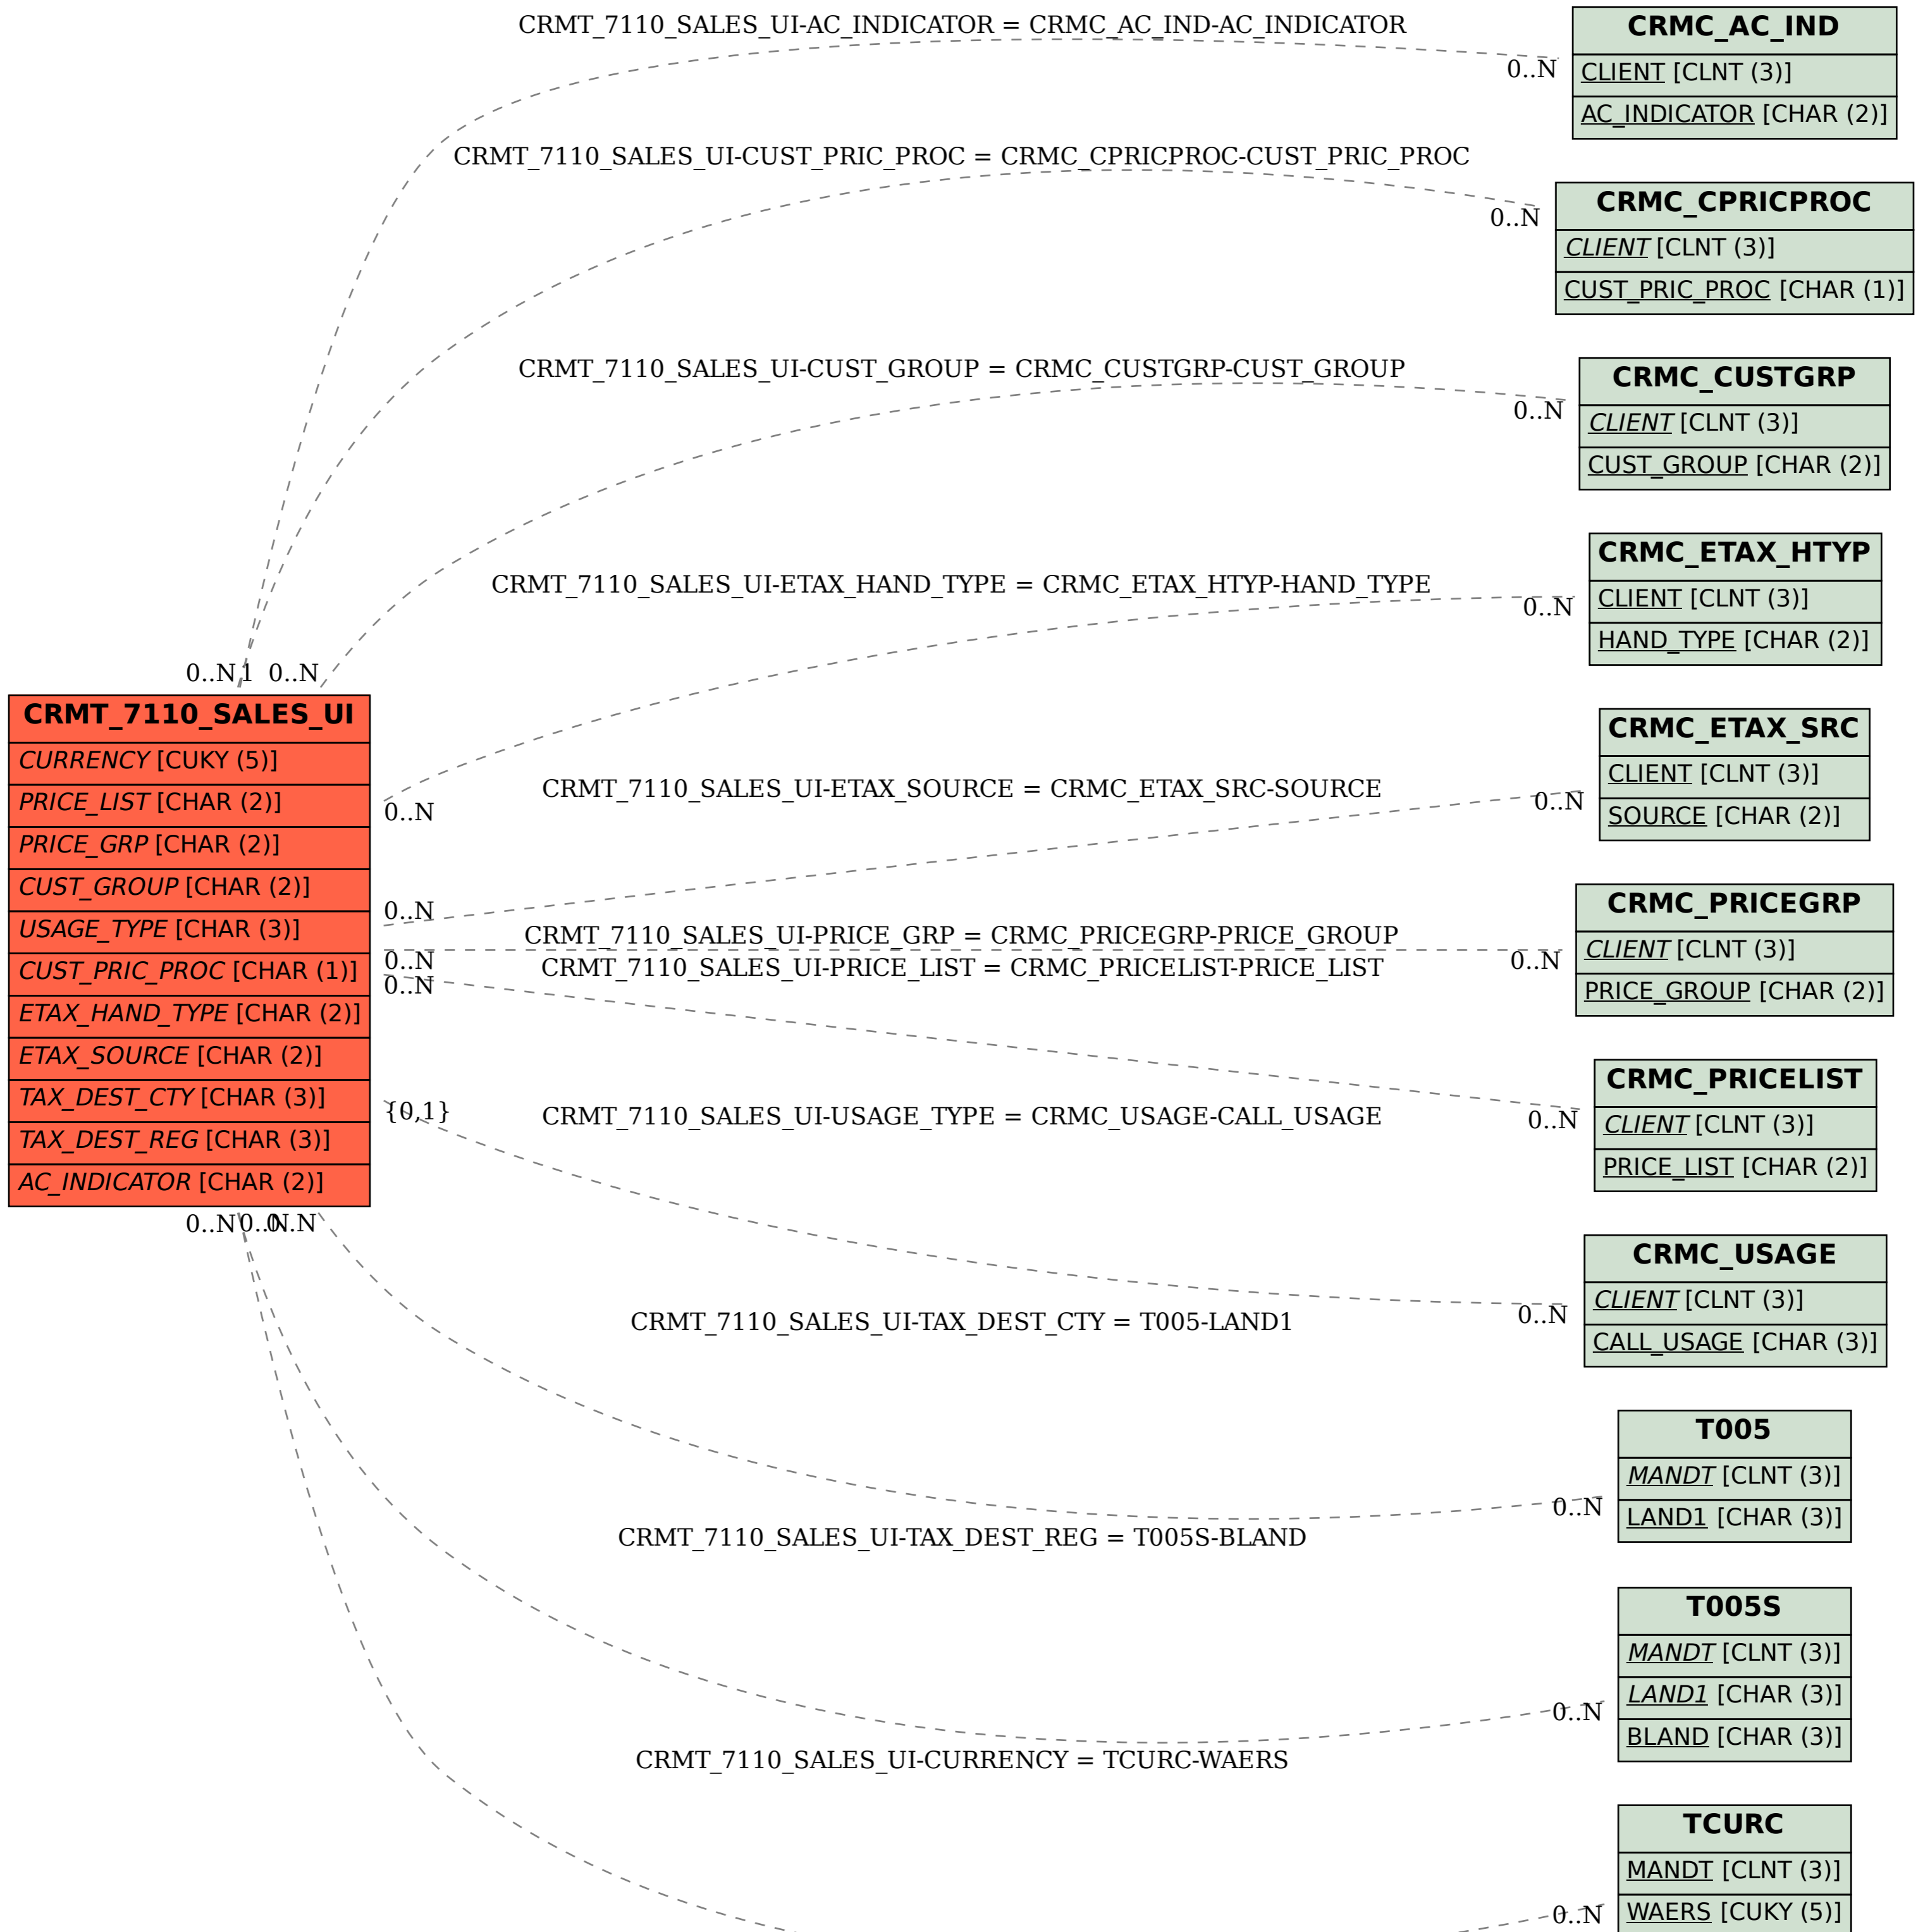 CRMT_7110_SALES_UI-AC_INDICATOR = CRMC_AC_IND-AC_INDICATOR
0..N
CRMC_AC_IND
CLIENT [CLNT (3)]
AC_INDICATOR [CHAR (2)]
CRMT_7110_SALES_UI-CUST_PRIC_PROC = CRMC_CPRICPROC-CUST_PRIC_PROC
0..N
CRMC_CPRICPROC
CLIENT [CLNT (3)]
CUST_PRIC_PROC [CHAR (1)]
CRMT_7110_SALES_UI-CUST_GROUP = CRMC_CUSTGRP-CUST_GROUP
0..N
CRMC_CUSTGRP
CLIENT [CLNT (3)]
CUST_GROUP [CHAR (2)]
CRMT_7110_SALES_UI-ETAX_HAND_TYPE = CRMC_ETAX_HTYP-HAND_TYPE
0..N
CRMC_ETAX_HTYP
CLIENT [CLNT (3)]
HAND_TYPE [CHAR (2)]
0..N 1 0..N
CRMT_7110_SALES_UI
CURRENCY [CUKY (5)]
PRICE_LIST [CHAR (2)]
PRICE_GRP [CHAR (2)]
CUST_GROUP [CHAR (2)]
USAGE_TYPE [CHAR (3)]
CUST_PRIC_PROC [CHAR (1)]
ETAX_HAND_TYPE [CHAR (2)]
ETAX_SOURCE [CHAR (2)]
TAX_DEST_CTY [CHAR (3)]
TAX_DEST_REG [CHAR (3)]
AC_INDICATOR [CHAR (2)]
0..N
0..N
0..N
0..N
{0,1}
0..N 0..N 0..N
CRMT_7110_SALES_UI-ETAX_SOURCE = CRMC_ETAX_SRC-SOURCE
0..N
CRMC_ETAX_SRC
CLIENT [CLNT (3)]
SOURCE [CHAR (2)]
CRMT_7110_SALES_UI-PRICE_GRP = CRMC_PRICEGRP-PRICE_GROUP
0..N
CRMC_PRICEGRP
CLIENT [CLNT (3)]
PRICE_GROUP [CHAR (2)]
CRMT_7110_SALES_UI-PRICE_LIST = CRMC_PRICELIST-PRICE_LIST
0..N
CRMC_PRICELIST
CLIENT [CLNT (3)]
PRICE_LIST [CHAR (2)]
CRMT_7110_SALES_UI-USAGE_TYPE = CRMC_USAGE-CALL_USAGE
0..N
CRMC_USAGE
CLIENT [CLNT (3)]
CALL_USAGE [CHAR (3)]
CRMT_7110_SALES_UI-TAX_DEST_CTY = T005-LAND1
0..N
T005
MANDT [CLNT (3)]
LAND1 [CHAR (3)]
CRMT_7110_SALES_UI-TAX_DEST_REG = T005S-BLAND
0..N
T005S
MANDT [CLNT (3)]
LAND1 [CHAR (3)]
BLAND [CHAR (3)]
CRMT_7110_SALES_UI-CURRENCY = TCURC-WAERS
0..N
TCURC
MANDT [CLNT (3)]
WAERS [CUKY (5)]